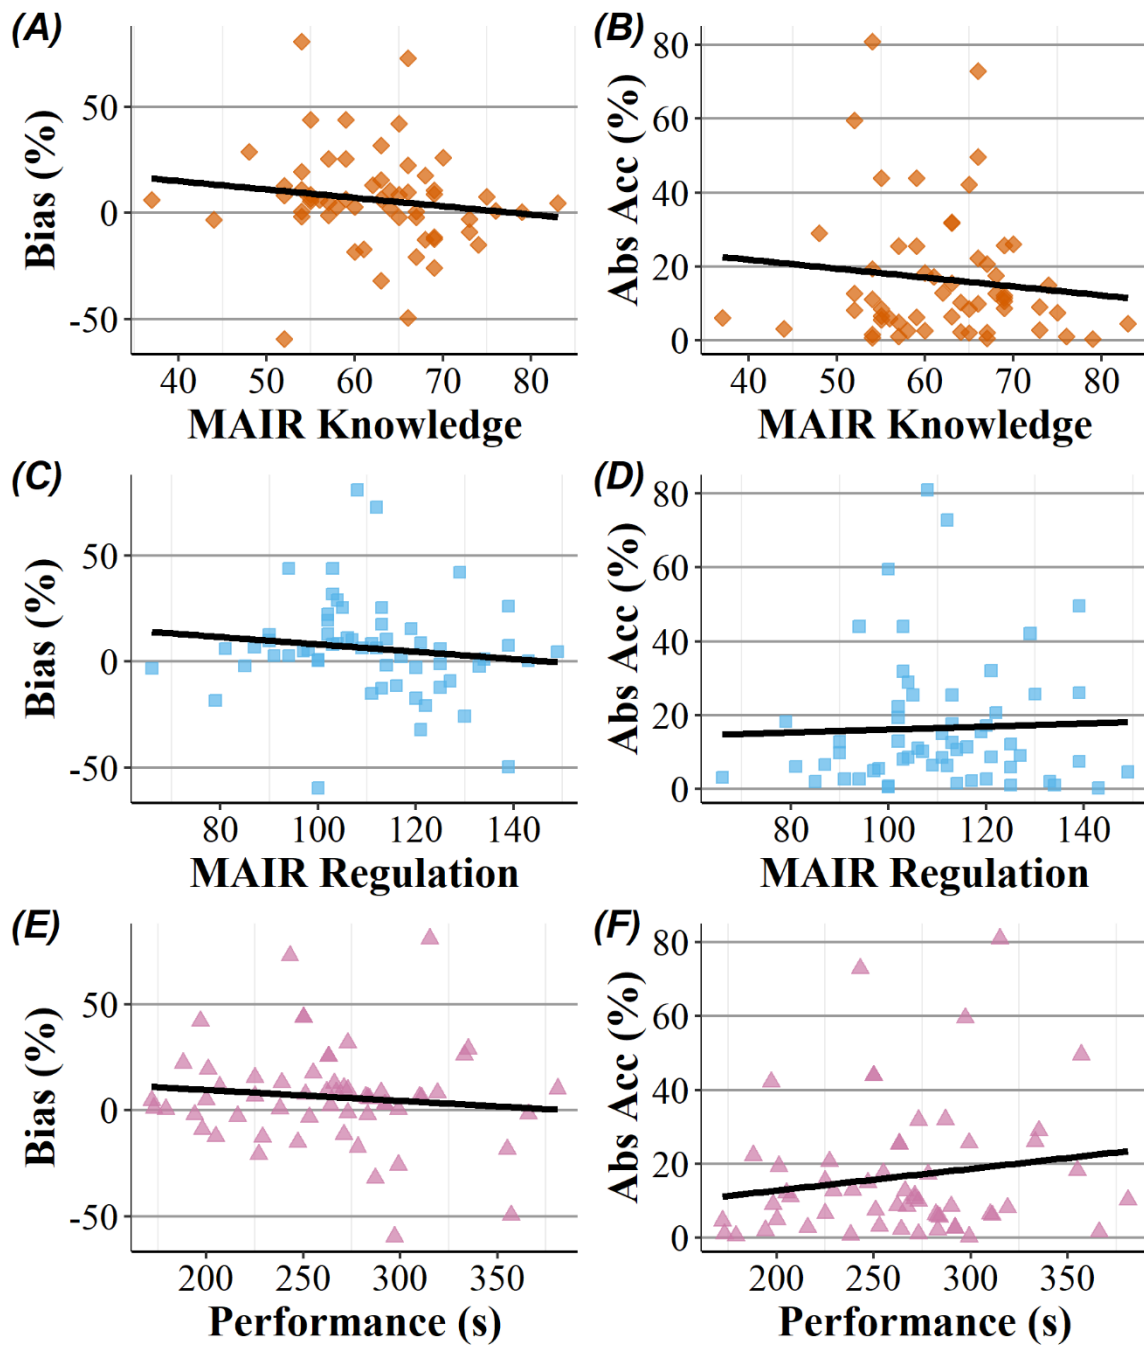 (A)
Bias (%)
50
0
-50
40 50 60 70 80
MAIR Knowledge
(B)
Abs Acc (%)
80
60
40
20
0
40 50 60 70 80
MAIR Knowledge
(C)
Bias (%)
50
0
-50
80 100 120 140
MAIR Regulation
(D)
Abs Acc (%)
80
60
40
20
0
80 100 120 140
MAIR Regulation
(E)
Bias (%)
50
0
-50
200 250 300 350
Performance (s)
(F)
Abs Acc (%)
80
60
40
20
0
200 250 300 350
Performance (s)